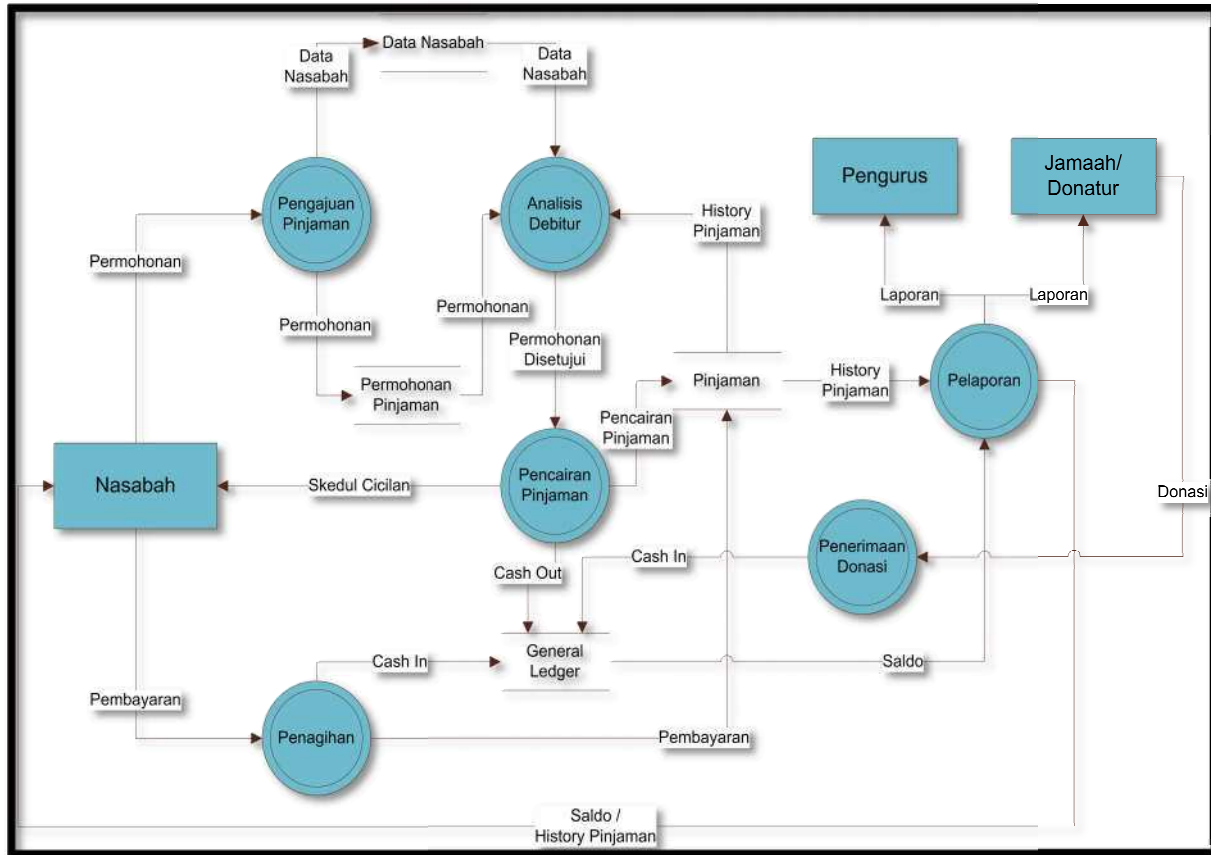 Data Nasabah
Data
Nasabah
Data
Nasabah
Pengurus
Jamaah/
Donatur
Pengajuan
Pinjaman
Analisis
Debitur
History
Pinjaman
Permohonan
Laporan
Laporan
Permohonan
Permohonan
Permohonan
Disetujui
Permohonan
Pinjaman
Pinjaman
History
Pinjaman
Pelaporan
Pencairan
Pinjaman
Nasabah
Skedul Cicilan
Pencairan
Pinjaman
Donasi
Penerimaan
Donasi
Cash In
Cash Out
General
Ledger
Cash In
Saldo
Pembayaran
Penagihan
Pembayaran
Saldo /
History Pinjaman